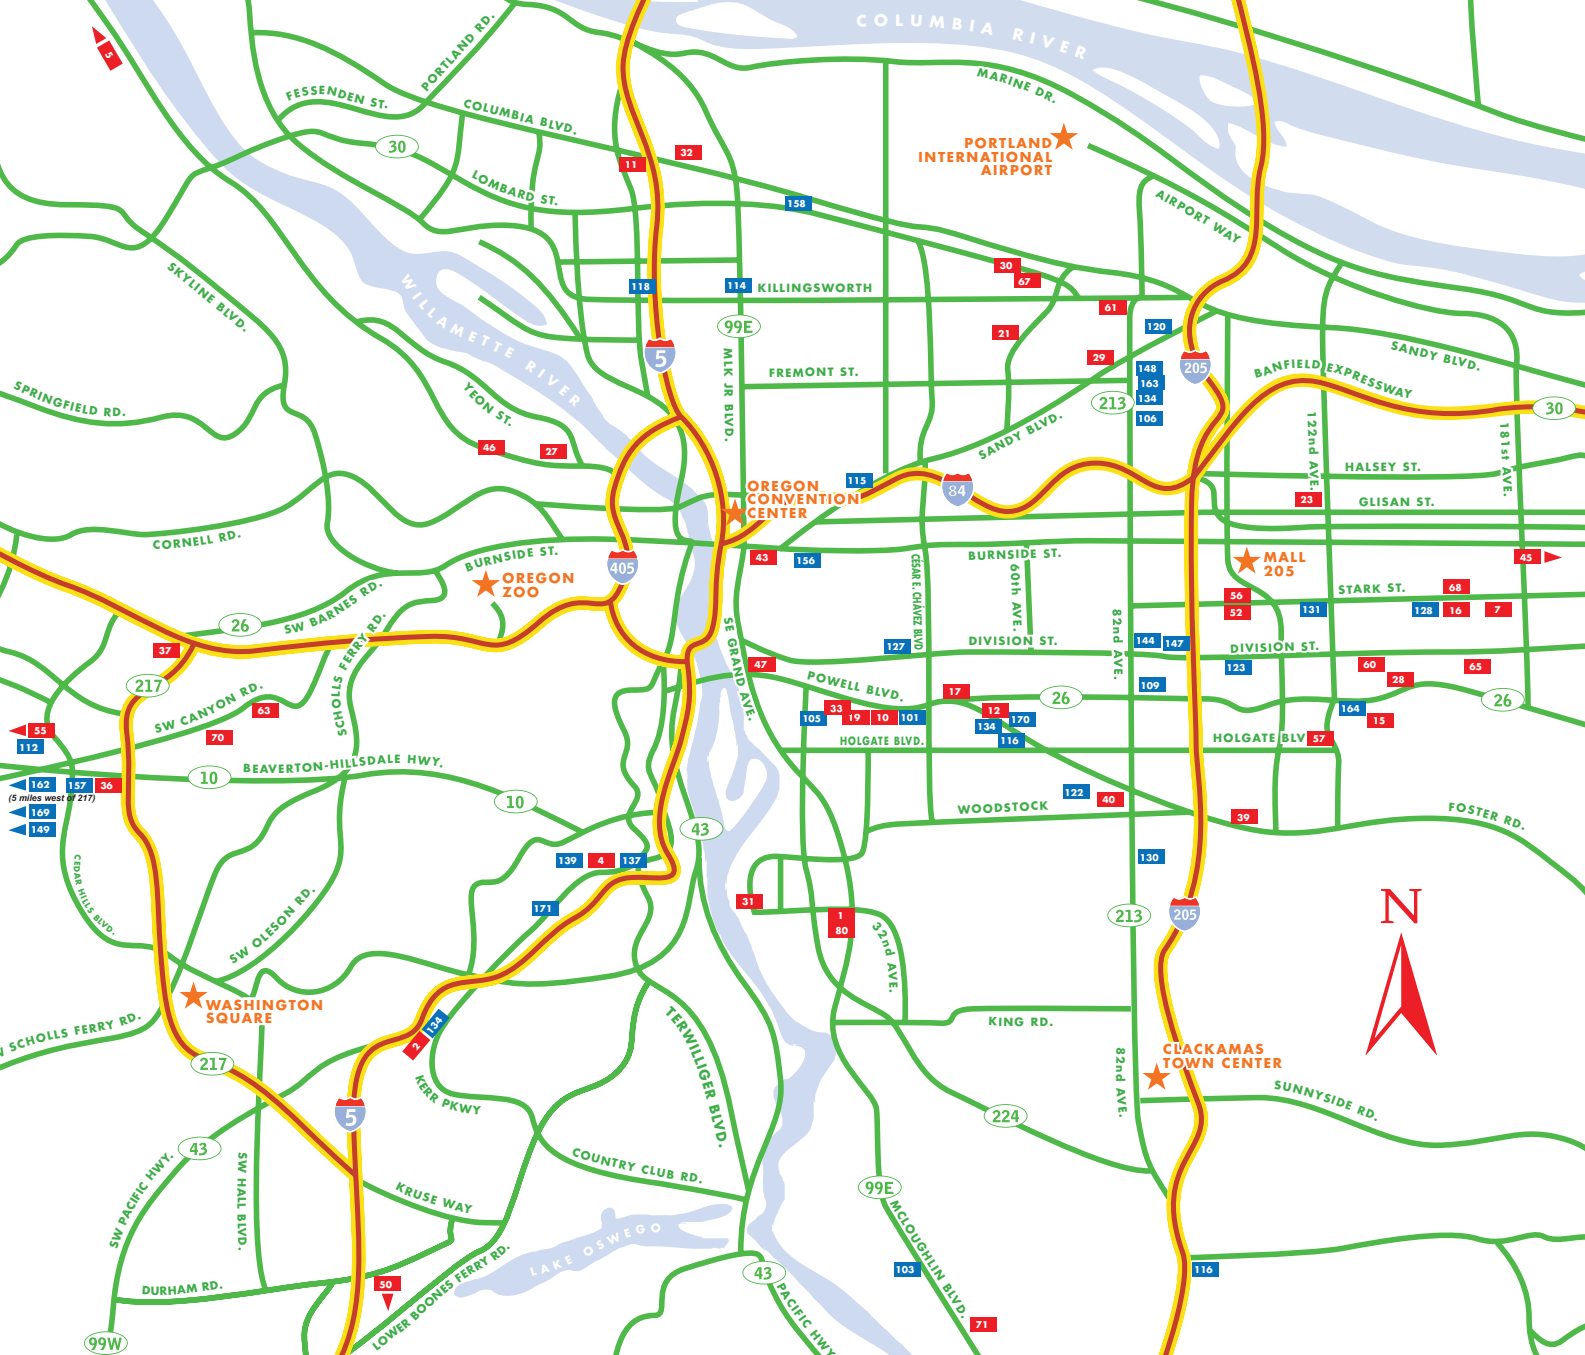 COLUMBIA RIVER
5
PORTLAND RD.
FESSENDEN ST.
COLUMBIA BLVD.
MARINE DR.
30
11
32
PORTLAND
INTERNATIONAL
AIRPORT
LOMBARD ST.
158
AIRPORT WAY
SKYLINE BLVD.
WILLAMETTE RIVER
118
114
KILLINGSWORTH
30
67
61
21
120
99E
5
205
29
148
163
134
106
213
MLK JR BLVD.
FREMONT ST.
SANDY BLVD.
BANFIELD EXPRESSWAY
30
SPRINGFIELD RD.
YEON ST.
46
27
SANDY BLVD.
122nd AVE.
181st AVE.
HALSEY ST.
115
84
OREGON
CONVENTION
CENTER
23
GLISAN ST.
CORNELL RD.
BURNSIDE ST.
405
43
156
BURNSIDE ST.
MALL
205
45
OREGON
ZOO
CÉSAR E. CHÁVEZ BLVD
60th AVE.
82nd AVE.
STARK ST.
68
56
52
131
128
16
7
26
SW BARNES RD.
SCHOLLS FERRY RD.
SE GRAND AVE.
37
127
DIVISION ST.
144
147
DIVISION ST.
123
60
28
65
47
217
SW CANYON RD.
63
70
POWELL BLVD.
17
26
109
26
105
33
19
10
101
12
134
170
116
164
15
55
112
HOLGATE BLVD.
HOLGATE BLV
57
162
157
36
(5 miles west of 217)
169
149
10
BEAVERTON-HILLSDALE HWY.
10
43
122
40
WOODSTOCK
39
FOSTER RD.
CEDAR HILLS BLVD.
139
4
137
130
171
31
1
80
32nd AVE.
213
205
N
SW OLESON RD.
WASHINGTON
SQUARE
W SCHOLLS FERRY RD.
2
134
TERWILLIGER BLVD.
KING RD.
82nd AVE.
CLACKAMAS
TOWN CENTER
217
5
KERR PKWY
SUNNYSIDE RD.
224
43
SW PACIFIC HWY.
SW HALL BLVD.
COUNTRY CLUB RD.
KRUSE WAY
99E
MCLOUGHLIN BLVD.
LAKE OSWEGO
103
116
DURHAM RD.
50
LOWER BOONES FERRY RD.
43
PACIFIC HWY
71
99W